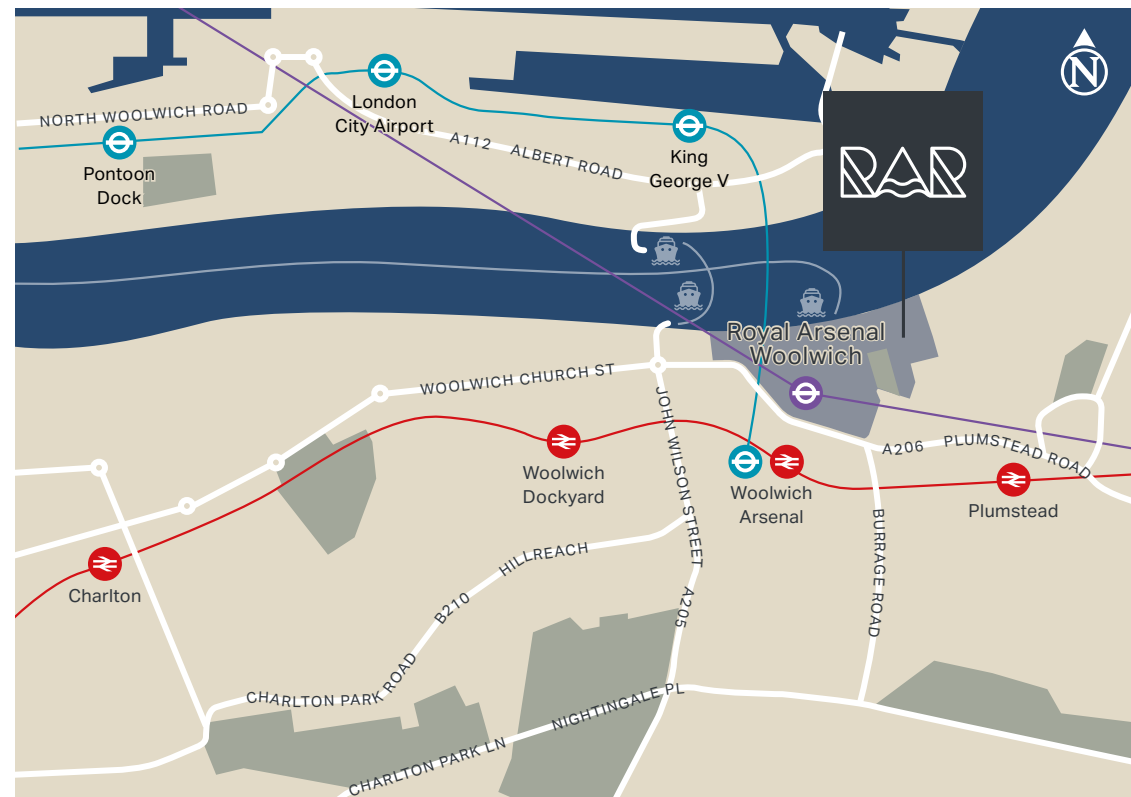 N
London
City Airport
NORTH WOOLWICH ROAD
King
George V
A112 ALBERT ROAD
RAR
Pontoon
Dock
Royal Arsenal
Woolwich
WOOLWICH CHURCH ST
JOHN WILSON STREET
A206 PLUMSTEAD ROAD
Woolwich
Dockyard
Woolwich
Arsenal
Plumstead
BURRAGE ROAD
HILLREACH
Charlton
B210
A205
CHARLTON PARK ROAD
NIGHTINGALE PL
CHARLTON PARK LN